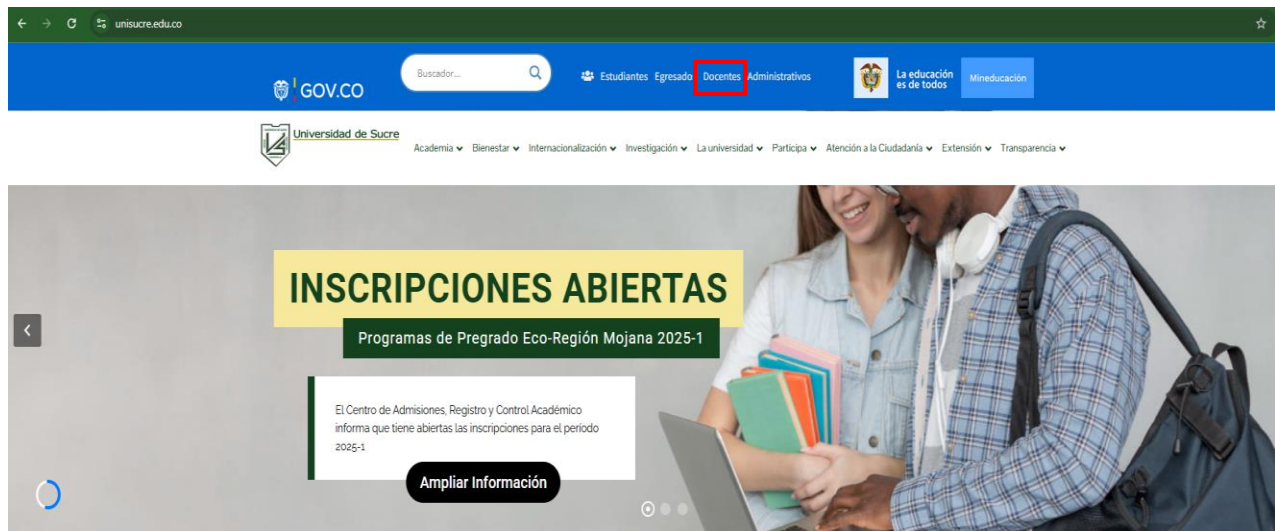 unisucre.edu.co
GOV.CO
Buscador...
Estudiantes Egresado Docentes Administrativos
La educación
es de todos
Mineducación
Universidad de Sucre
Academia Bienestar Internacionalización Investigación La universidad Participa Atención a la Ciudadanía Extensión Transparencia
INSCRIPCIONES ABIERTAS
Programas de Pregrado Eco-Región Mojana 2025-1
El Centro de Admisiones, Registro y Control Académico
informa que tiene abiertas las inscripciones para el período
2025-1
Ampliar Información